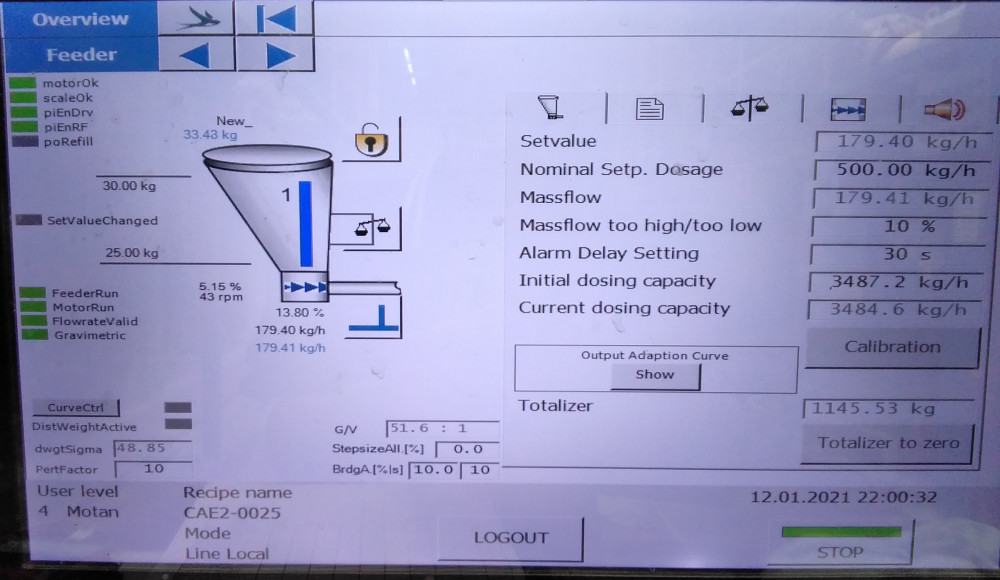 Overview
Feeder
motorOk
scaleOk
piEnDrv
piEnRF
poRefill
New_
33.43 kg
30.00 kg
1
SetValueChanged
25.00 kg
5.15 %
43 rpm
FeederRun
MotorRun
FlowrateValid
Gravimetric
13.80 %
179.40 kg/h
179.41 kg/h
CurveCtrl
DistWeightActive
dwgtSigma 48.85
PertFactor 10
G/V 51.6 : 1
StepsizeAll.[%] 0.0
BrdgA.[%|s] 10.0 10
Setvalue 179.40 kg/h
Nominal Setp. Dosage 500.00 kg/h
Massflow 179.41 kg/h
Massflow too high/too low 10 %
Alarm Delay Setting 30 s
Initial dosing capacity 3487.2 kg/h
Current dosing capacity 3484.6 kg/h
Output Adaption Curve
Show
Calibration
Totalizer 1145.53 kg
Totalizer to zero
User level
4 Motan
Recipe name
CAE2-0025
Mode
Line Local
LOGOUT
12.01.2021 22:00:32
STOP